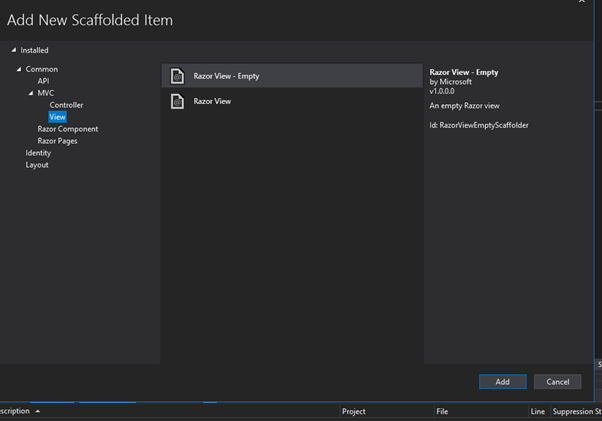 Add New Scaffolded Item
Installed
Common
API
MVC
Controller
View
Razor Component
Razor Pages
Identity
Layout
Razor View - Empty
Razor View
Razor View - Empty
by Microsoft
v1.0.0.0
An empty Razor view
Id: RazorViewEmptyScaffolder
Add
Cancel
Project
File
Line
Suppression St